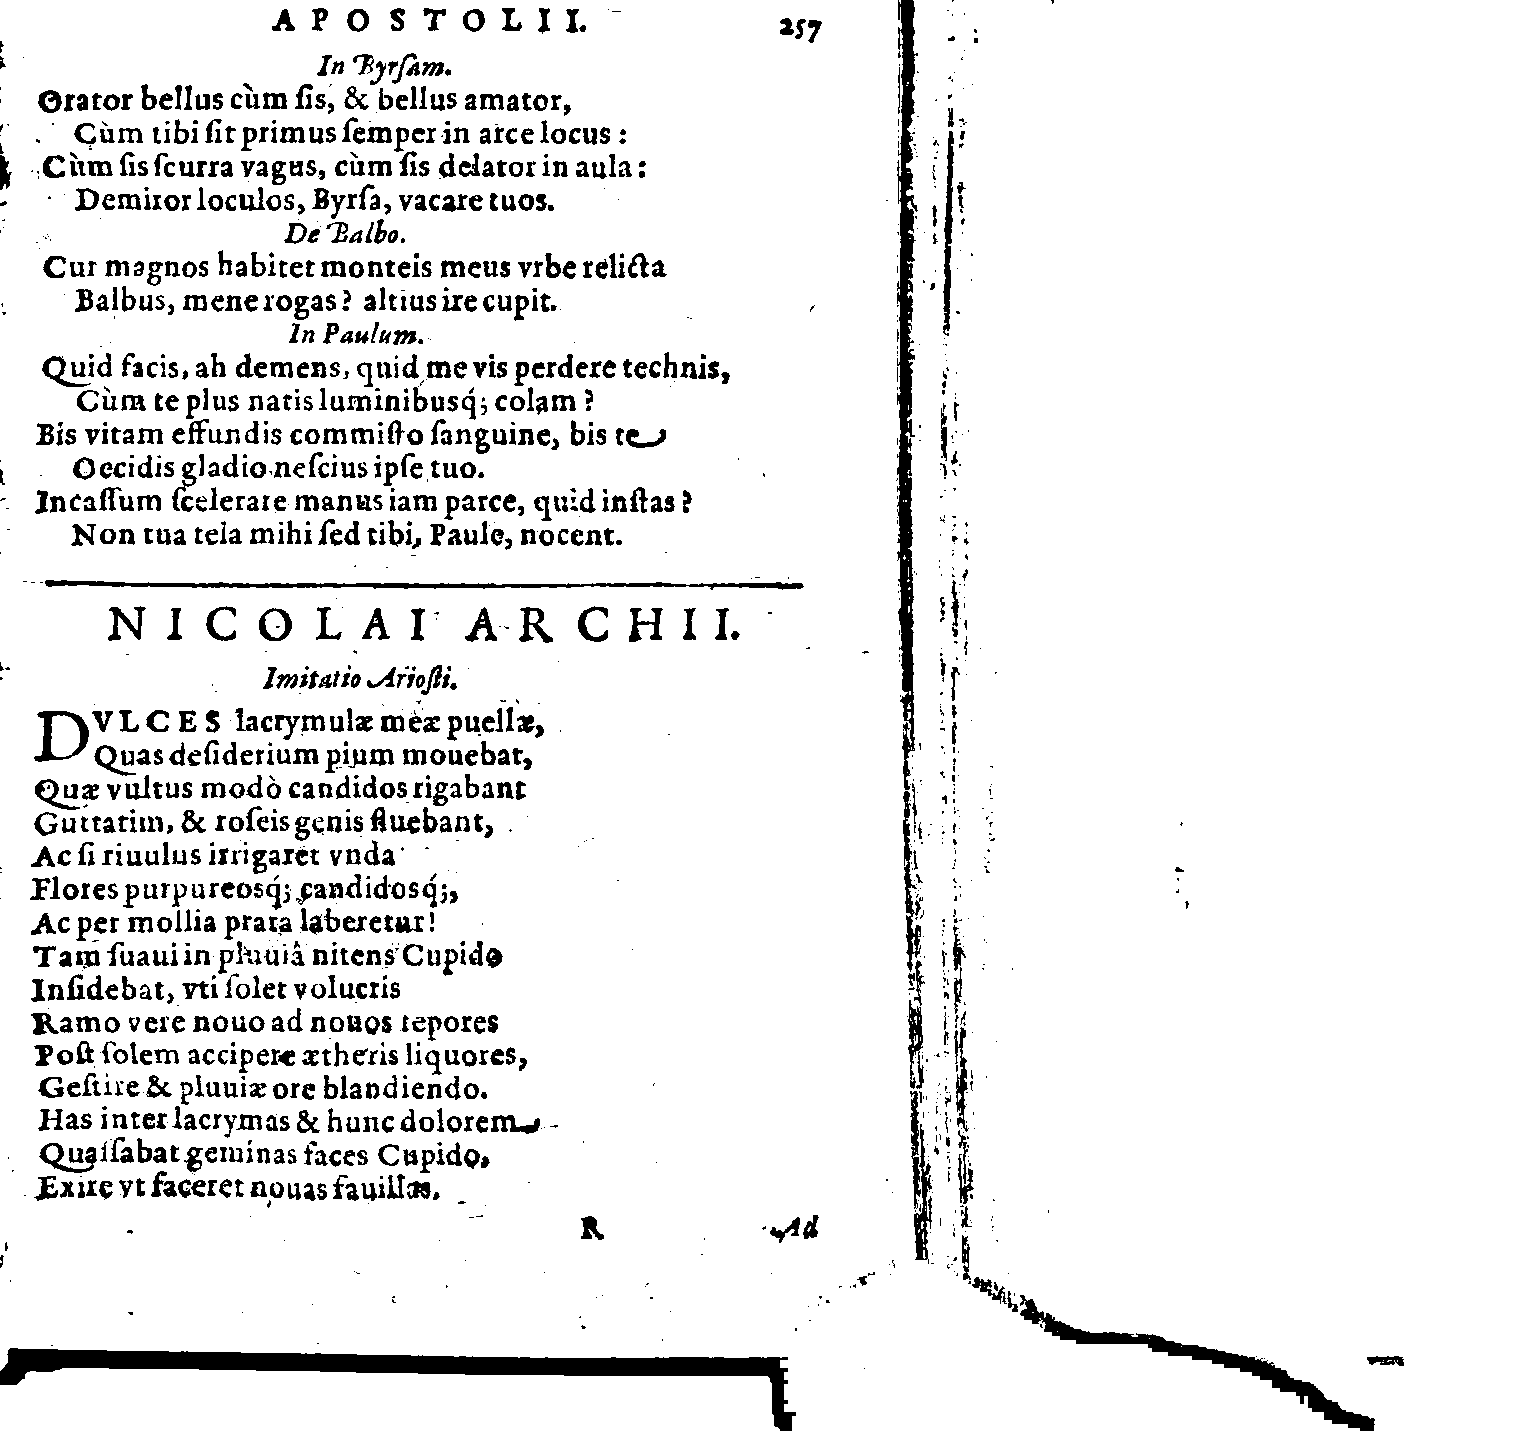 APOSTOLII. 257
In Byrſam.
Orator bellus cùm ſis, & bellus amator,
Cùm tibi ſit primus ſemper in arce locus :
Cùm ſis ſcurra vagus, cùm ſis delator in aula :
Demiror loculos, Byrſa, vacare tuos.
De Balbo.
Cur magnos habitet monteis meus vrbe relicta
Balbus, mene rogas? altius ire cupit.
In Paulum.
Quid facis, ah demens, quid me vis perdere technis,
Cùm te plus natis luminibusq́; colam ?
Bis vitam effundis commiſto ſanguine, bis te
Occidis gladio neſcius ipſe tuo.
Incaſſum ſcelerare manus iam parce, quid inſtas ?
Non tua tela mihi ſed tibi, Paule, nocent.
NICOLAI ARCHII.
Imitatio Arioſti.
DVLCES lacrymulæ meæ puellæ,
Quas deſiderium pium mouebat,
Quæ vultus modò candidos rigabant
Guttatim, & roſeis genis fluebant,
Ac ſi riuulus irrigaret vnda
Flores purpureosq́; candidosq́;,
Ac per mollia prata laberetur!
Tam ſuaui in pluuiâ nitens Cupido
Inſidebat, vti ſolet volucris
Ramo vere nouo ad nouos tepores
Poſt ſolem accipere ætheris liquores,
Geſtire & pluuiæ ore blandiendo.
Has inter lacrymas & hunc dolorem
Quaſſabat geminas faces Cupido,
Exire vt faceret nouas fauillas.
R Ad